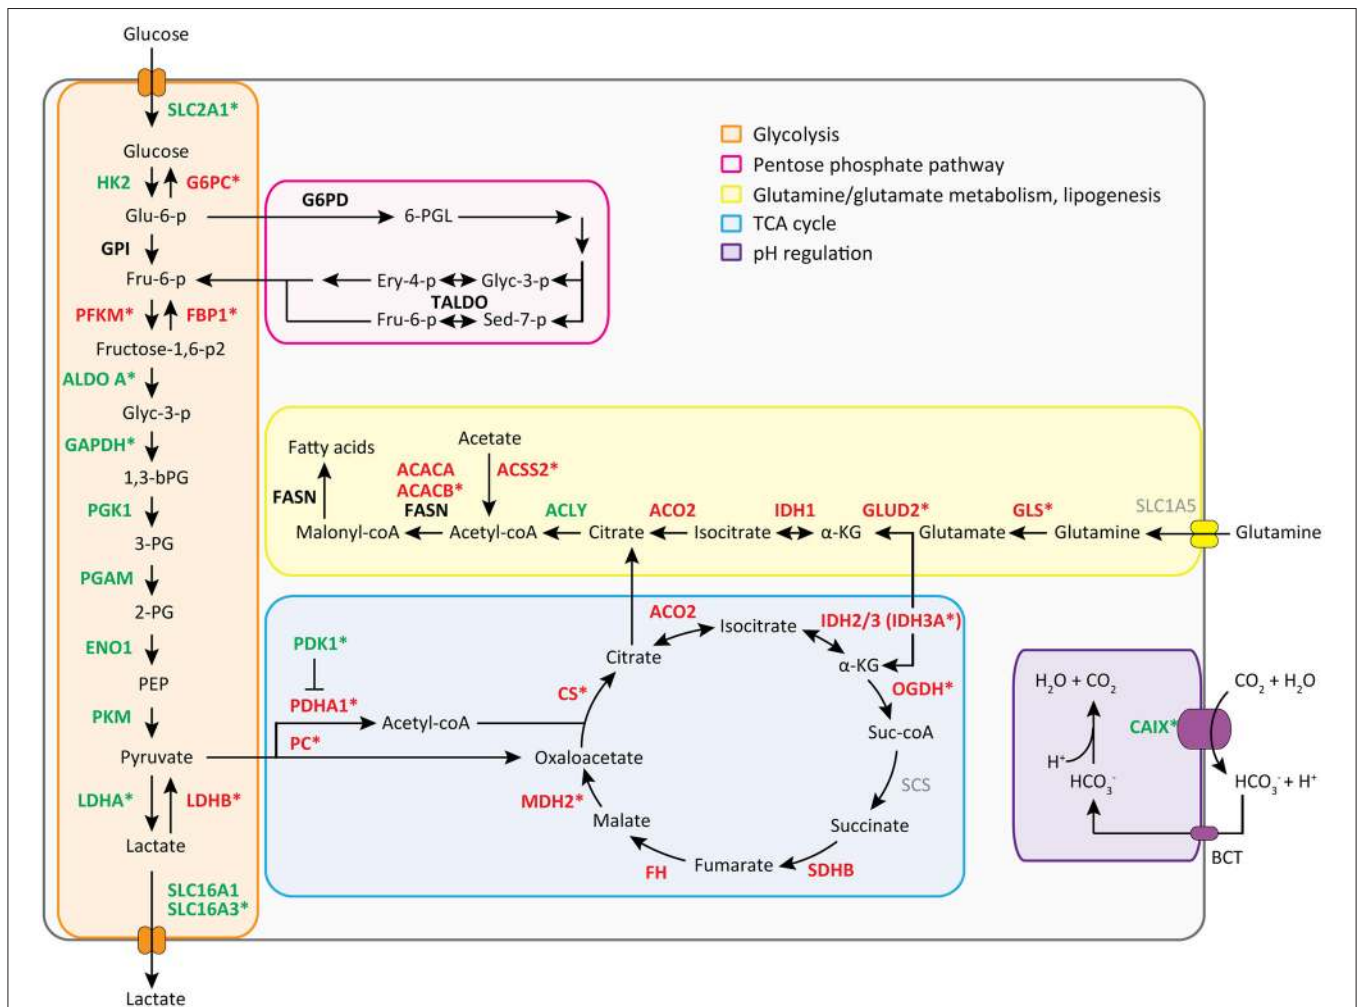 Glucose
SLC2A1*
Glucose
HK2
G6PC*
Glu-6-p
GPI
Fru-6-p
PFKM*
FBP1*
Fructose-1,6-p2
ALDO A*
Glyc-3-p
GAPDH*
1,3-bPG
PGK1
3-PG
PGAM
2-PG
ENO1
PEP
PKM
Pyruvate
LDHA*
LDHB*
Lactate
SLC16A1
SLC16A3*
Lactate
G6PD
6-PGL
Ery-4-p
Glyc-3-p
TALDO
Fru-6-p
Sed-7-p
Glycolysis
Pentose phosphate pathway
Glutamine/glutamate metabolism, lipogenesis
TCA cycle
pH regulation
Fatty acids
Acetate
ACACA
ACACB*
ACSS2*
FASN
FASN
ACLY
ACO2
IDH1
GLUD2*
GLS*
SLC1A5
Malonyl-coA
Acetyl-coA
Citrate
Isocitrate
α-KG
Glutamate
Glutamine
Glutamine
PDK1*
PDHA1*
PC*
Acetyl-coA
CS*
Citrate
ACO2
Isocitrate
IDH2/3 (IDH3A*)
α-KG
OGDH*
Suc-coA
SCS
Succinate
SDHB
Fumarate
FH
Malate
MDH2*
Oxaloacetate
H₂O + CO₂
CO₂ + H₂O
CAIX*
H⁺
HCO₃⁻
HCO₃⁻ + H⁺
BCT